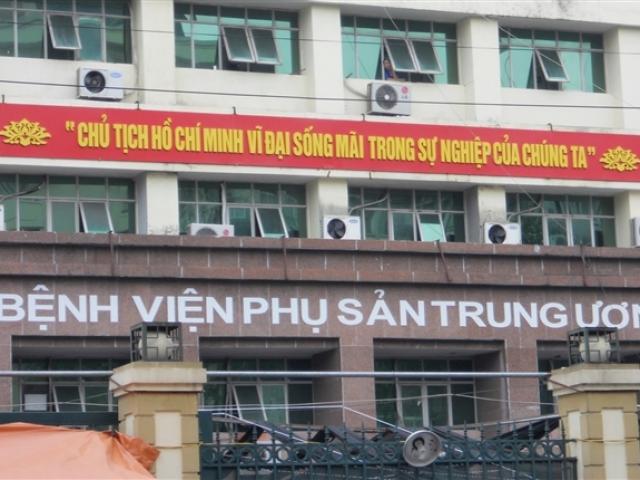 "CHỦ TỊCH HỒ CHÍ MINH VĨ ĐẠI SỐNG MÃI TRONG SỰ NGHIỆP CỦA CHÚNG TA"
BỆNH VIỆN PHỤ SẢN TRUNG ƯƠN